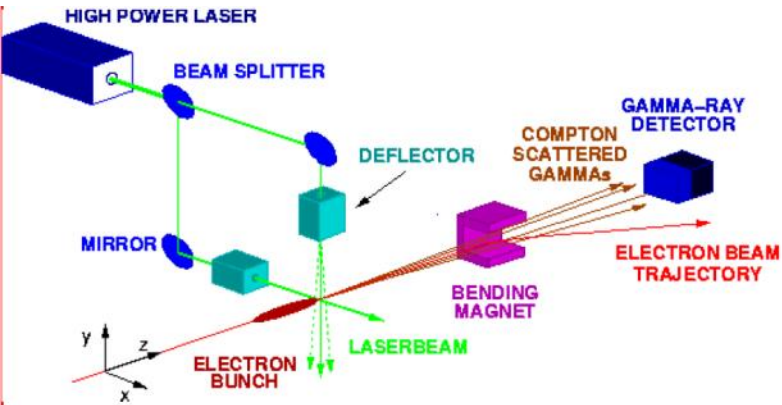 HIGH POWER LASER
BEAM SPLITTER
GAMMA–RAY
DETECTOR
COMPTON
SCATTERED
GAMMAs
DEFLECTOR
MIRROR
ELECTRON BEAM
TRAJECTORY
BENDING
MAGNET
y
z
x
LASERBEAM
ELECTRON
BUNCH